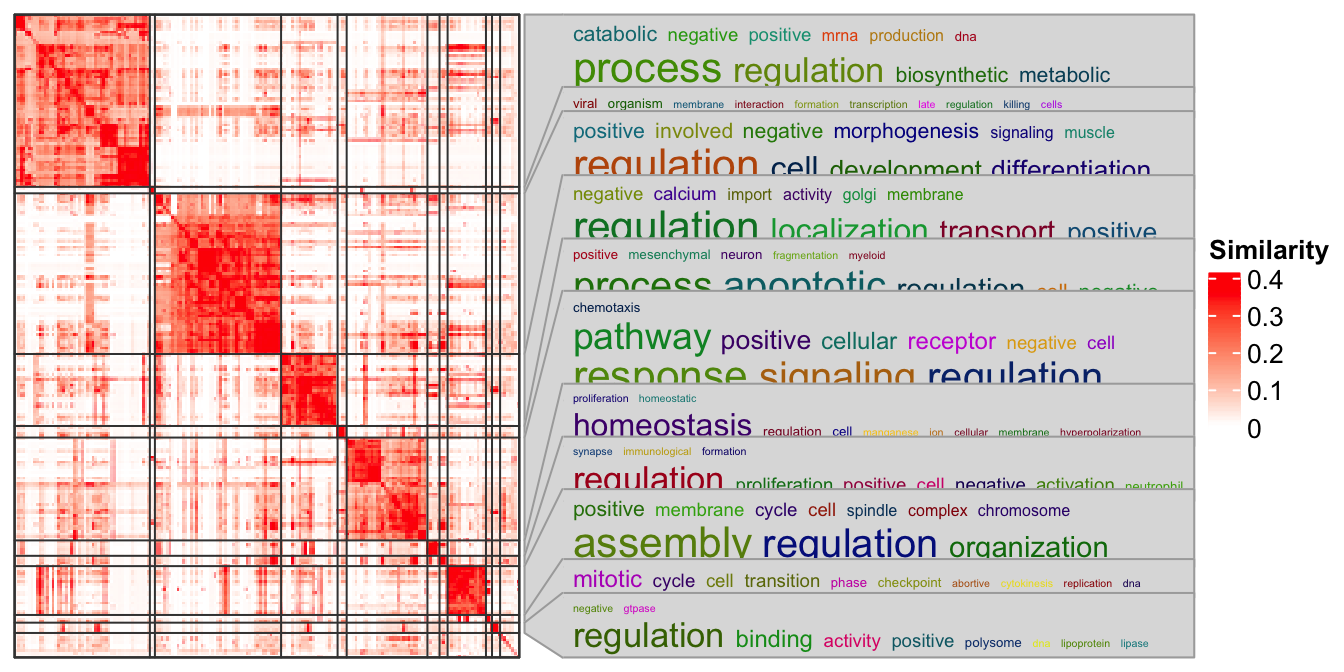 catabolic negative positive mrna production dna
process regulation biosynthetic metabolic
viral organism membrane interaction formation transcription late regulation killing cells
positive involved negative morphogenesis signaling muscle
regulation cell development differentiation
negative calcium import activity golgi membrane
regulation localization transport positive
positive mesenchymal neuron fragmentation myeloid
process apoptotic regulation cell negative
chemotaxis
pathway positive cellular receptor negative cell
response signaling regulation
proliferation homeostatic
homeostasis regulation cell manganese ion cellular membrane hyperpolarization
synapse immunological formation
regulation proliferation positive cell negative activation neutrophil
positive membrane cycle cell spindle complex chromosome
assembly regulation organization
mitotic cycle cell transition phase checkpoint abortive cytokinesis replication dna
negative gtpase
regulation binding activity positive polysome dna lipoprotein lipase
Similarity
0.4
0.3
0.2
0.1
0